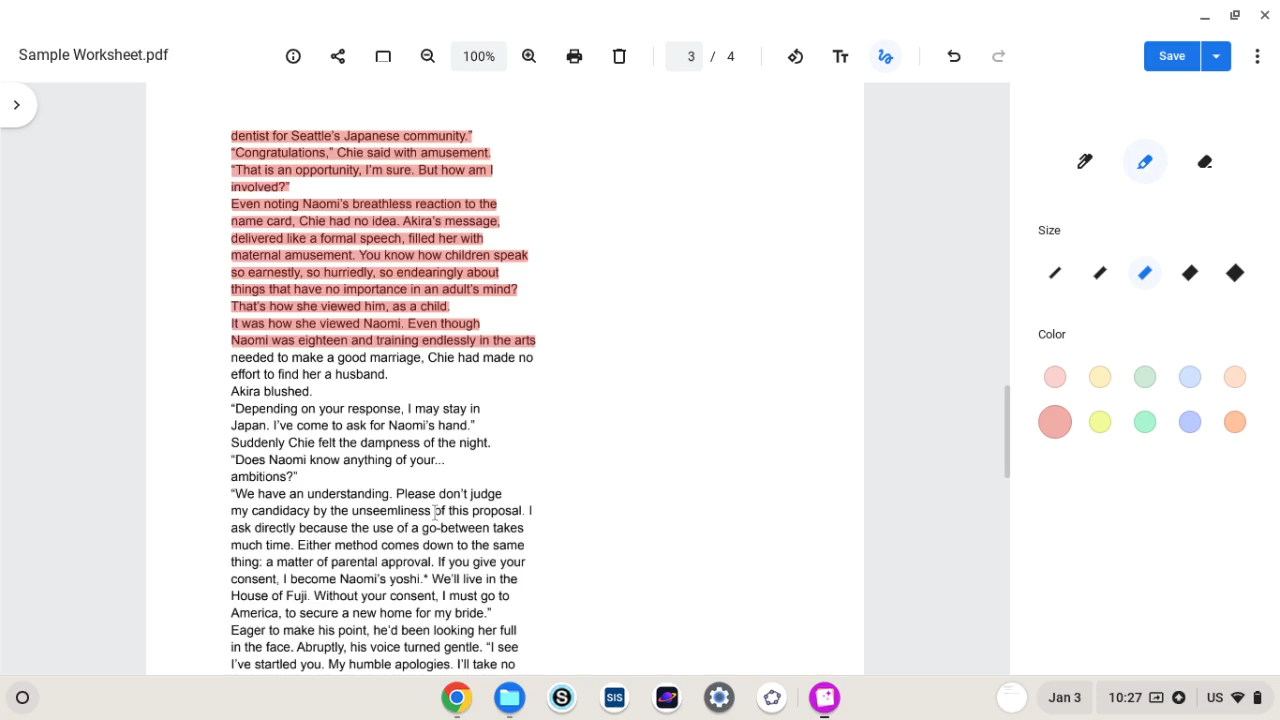 Sample Worksheet.pdf
100%
3 / 4
Tт
Save
dentist for Seattle's Japanese community.”
“Congratulations,” Chie said with amusement.
“That is an opportunity, I'm sure. But how am I
involved?”
Even noting Naomi's breathless reaction to the
name card, Chie had no idea. Akira's message,
delivered like a formal speech, filled her with
maternal amusement. You know how children speak
so earnestly, so hurriedly, so endearingly about
things that have no importance in an adult's mind?
That's how she viewed him, as a child.
It was how she viewed Naomi. Even though
Naomi was eighteen and training endlessly in the arts
needed to make a good marriage, Chie had made no
effort to find her a husband.
Akira blushed.
“Depending on your response, I may stay in
Japan. I've come to ask for Naomi's hand.”
Suddenly Chie felt the dampness of the night.
“Does Naomi know anything of your...
ambitions?”
“We have an understanding. Please don't judge
my candidacy by the unseemliness of this proposal. I
ask directly because the use of a go-between takes
much time. Either method comes down to the same
thing: a matter of parental approval. If you give your
consent, I become Naomi's yoshi.* We'll live in the
House of Fuji. Without your consent, I must go to
America, to secure a new home for my bride.”
Eager to make his point, he'd been looking her full
in the face. Abruptly, his voice turned gentle. “I see
I've startled you. My humble apologies. I'll take no
Size
Color
S
SIS
Jan 3
10:27
US